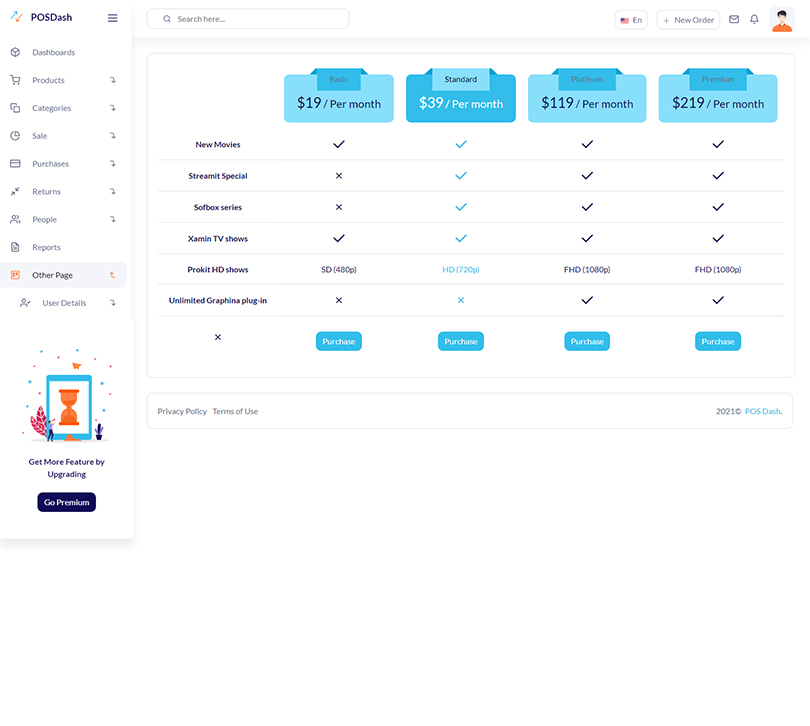 POSDash
Search here...
En
+ New Order
Dashboards
Products
Categories
Sale
Purchases
Returns
People
Reports
Other Page
User Details
Get More Feature by
Upgrading
Go Premium
Basic
$19 / Per month
Standard
$39 / Per month
Platinum
$119 / Per month
Premium
$219 / Per month
New Movies
Streamit Special
Sofbox series
Xamin TV shows
Prokit HD shows
SD (480p)
HD (720p)
FHD (1080p)
FHD (1080p)
Unlimited Graphina plug-in
Purchase
Purchase
Purchase
Purchase
Privacy Policy Terms of Use
2021© POS Dash.